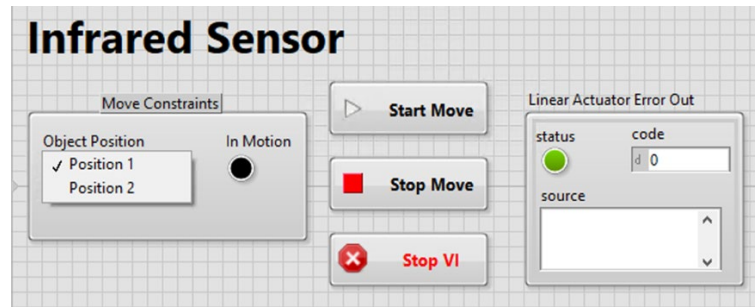 Infrared Sensor
Move Constraints
Object Position
In Motion
✓ Position 1
Position 2
Start Move
Stop Move
Stop VI
Linear Actuator Error Out
status
code
d 0
source